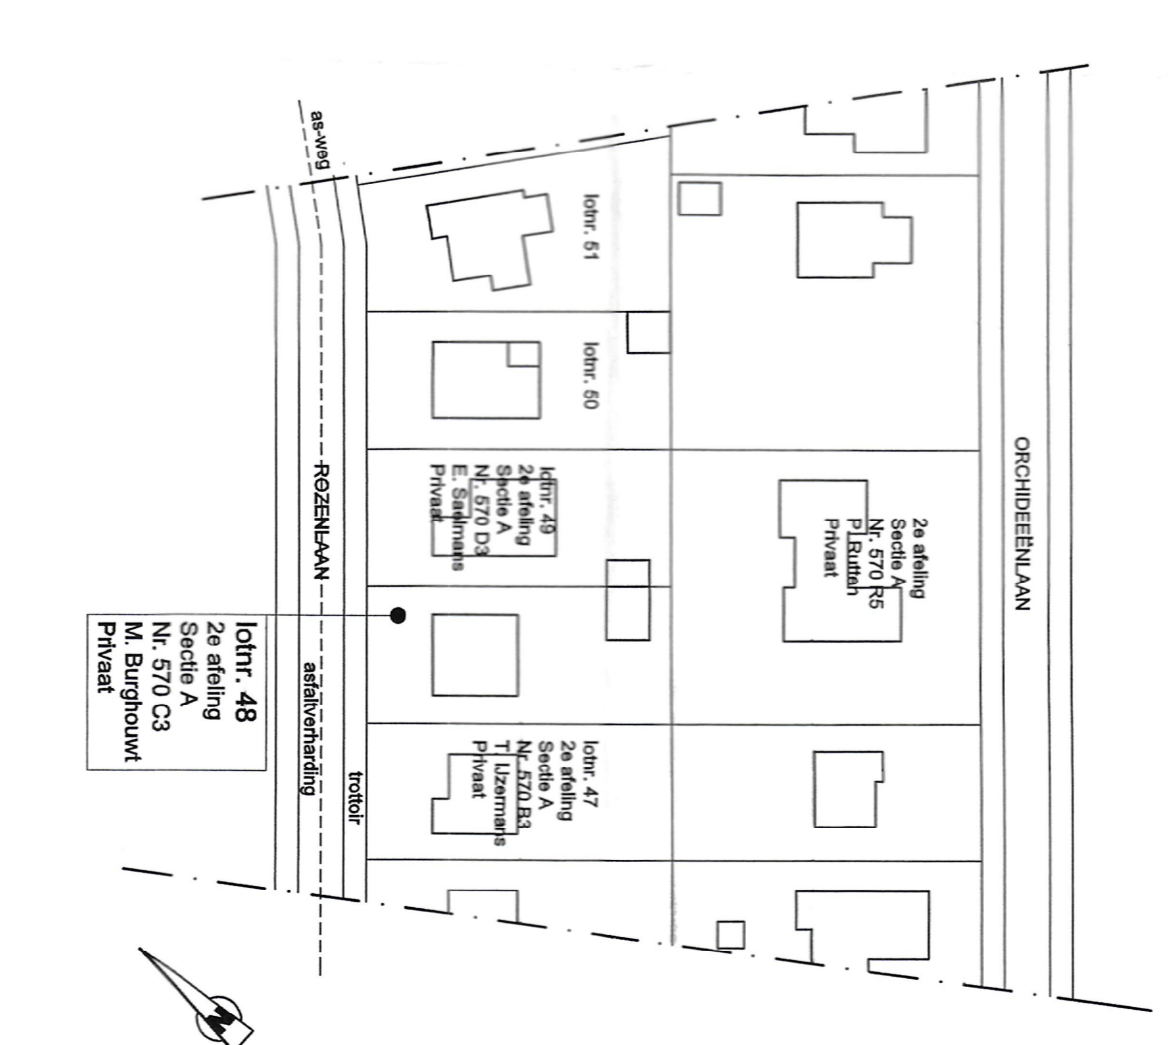 as-weg
lotnr. 51
lotnr. 50
lotnr. 49
2e afeling
Sectie A
Nr. 570 D3
E. Saelmans
Privaat
2e afeling
Sectie A
Nr. 570 R5
P. Rutten
Privaat
ORCHIDEEËNLAAN
ROZENLAAN
lotnr. 48
2e afeling
Sectie A
Nr. 570 C3
M. Burghouwt
Privaat
asfaltverharding
trottoir
lotnr. 47
2e afeling
Sectie A
Nr. 570 B3
T. IJzermans
Privaat
N